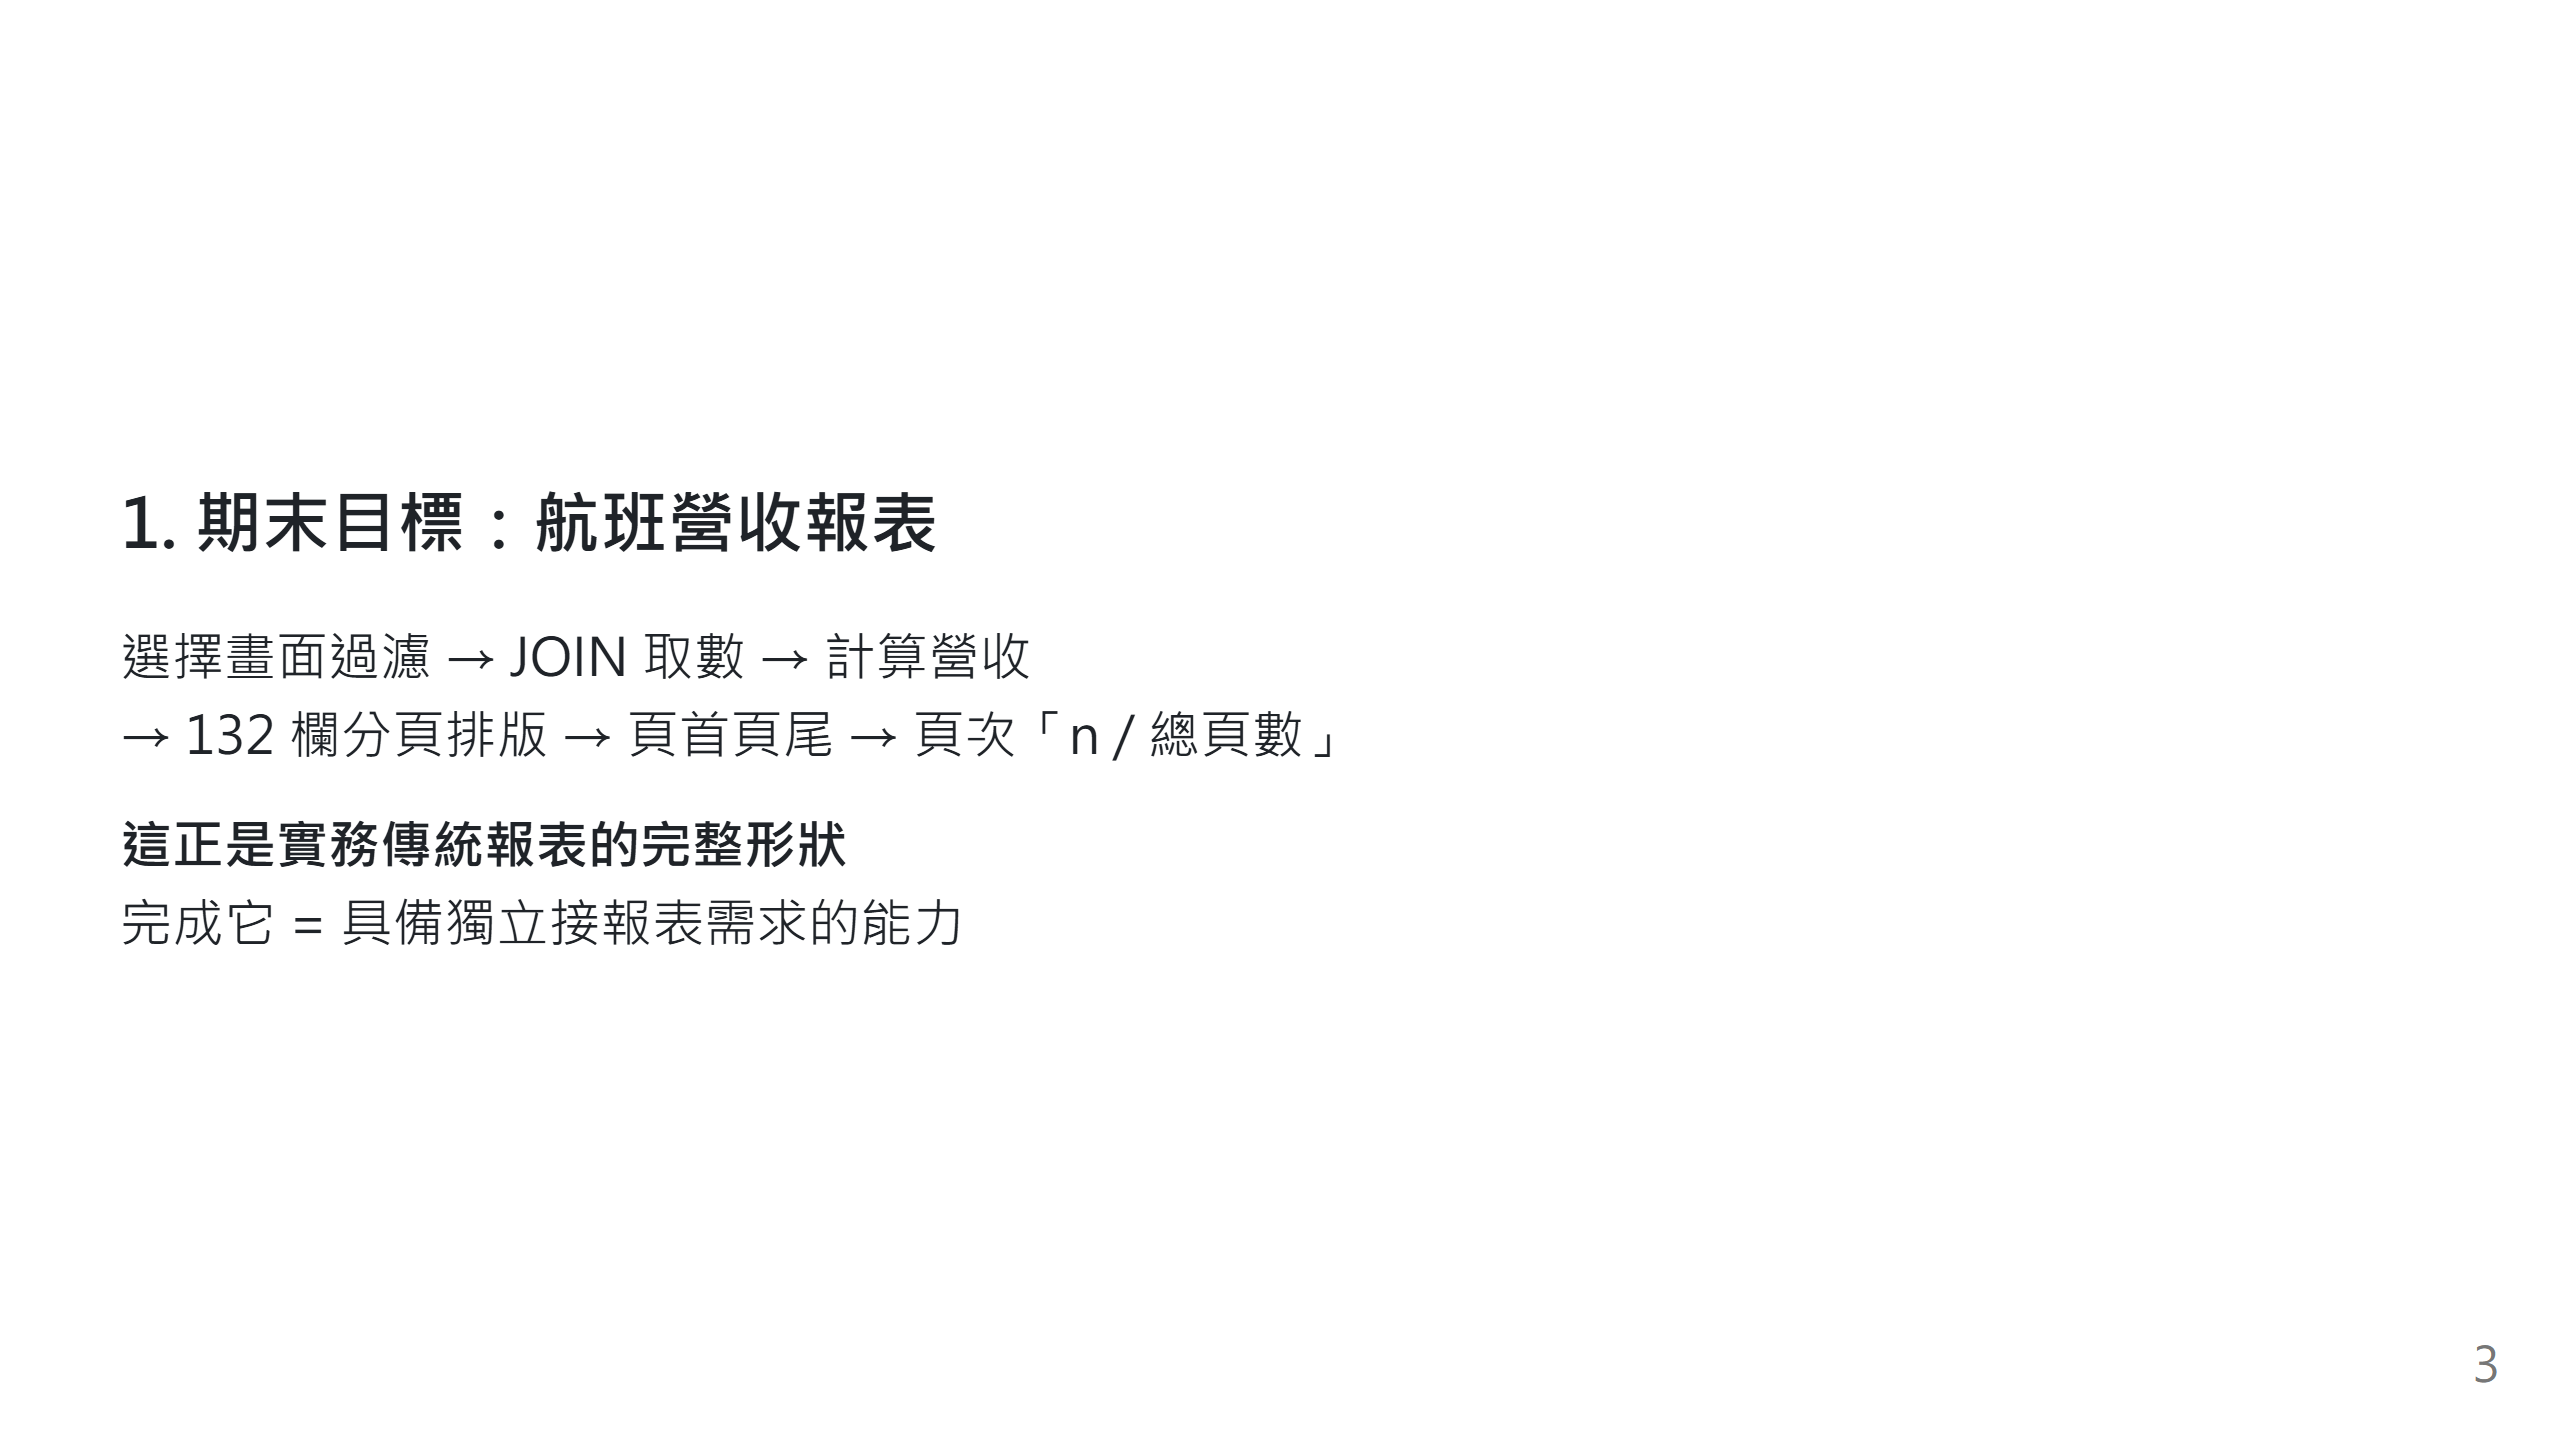 1. 期末目標：航班營收報表
選擇畫面過濾 → JOIN 取數 → 計算營收
→ 132 欄分頁排版 → 頁首頁尾 → 頁次「n / 總頁數」
這正是實務傳統報表的完整形狀
完成它 = 具備獨立接報表需求的能力
3